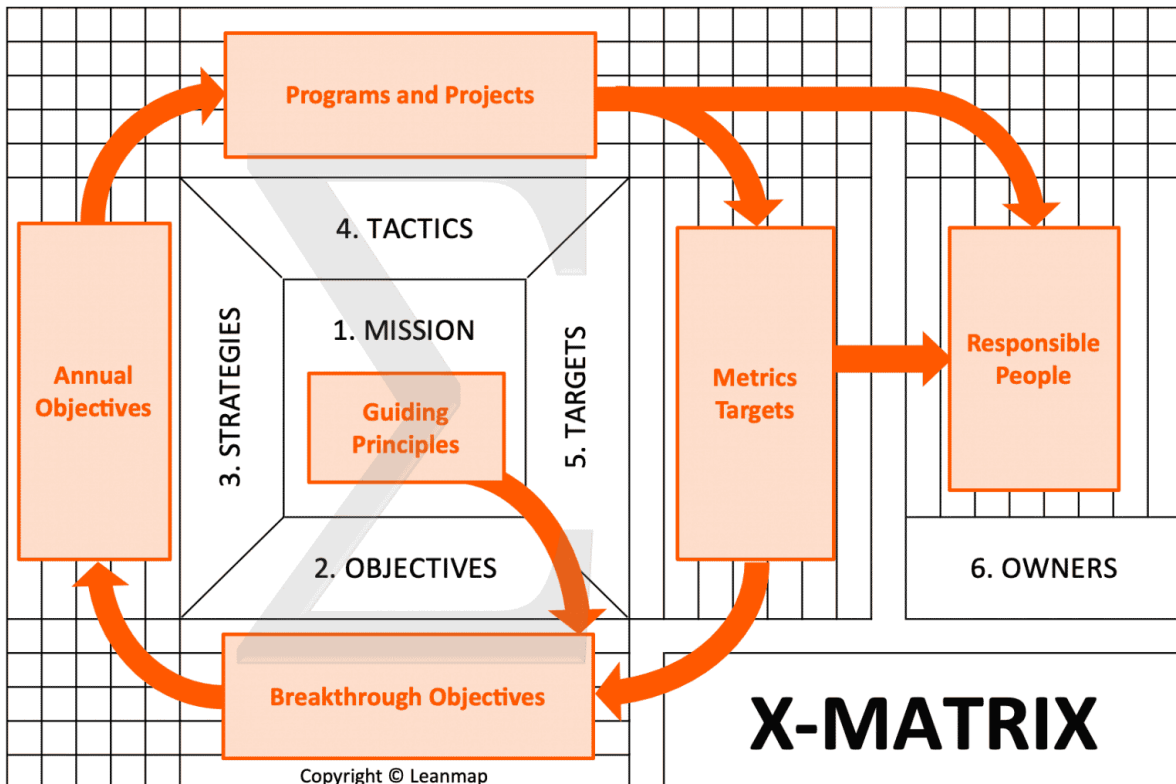 Programs and Projects
4. TACTICS
1. MISSION
3. STRATEGIES
5. TARGETS
Annual
Objectives
Guiding
Principles
Metrics
Targets
Responsible
People
2. OBJECTIVES
6. OWNERS
Breakthrough Objectives
X-MATRIX
Copyright © Leanmap